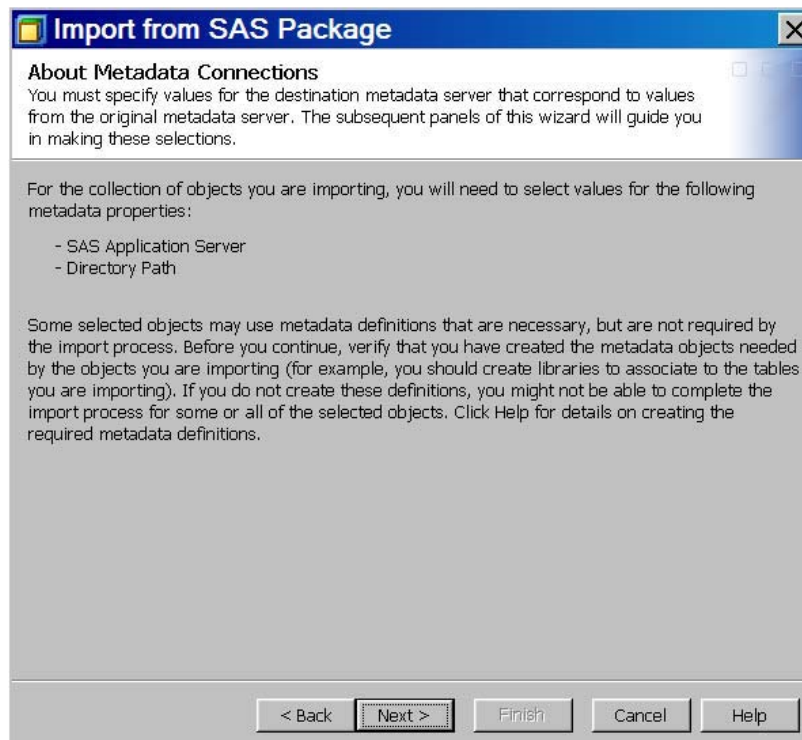 Import from SAS Package
About Metadata Connections
You must specify values for the destination metadata server that correspond to values
from the original metadata server. The subsequent panels of this wizard will guide you
in making these selections.
For the collection of objects you are importing, you will need to select values for the following
metadata properties:
- SAS Application Server
- Directory Path
Some selected objects may use metadata definitions that are necessary, but are not required by
the import process. Before you continue, verify that you have created the metadata objects needed
by the objects you are importing (for example, you should create libraries to associate to the tables
you are importing). If you do not create these definitions, you might not be able to complete the
import process for some or all of the selected objects. Click Help for details on creating the
required metadata definitions.
< Back Next > Finish Cancel Help